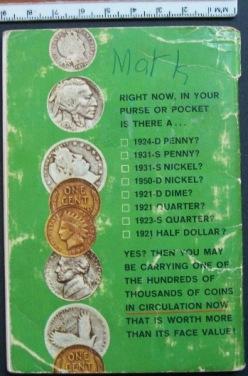 Mark
RIGHT NOW, IN YOUR
PURSE OR POCKET
IS THERE A...
1924-D PENNY?
1931-S PENNY?
1931-S NICKEL?
1950-D NICKEL?
1921-D DIME?
1921 QUARTER?
1923-S QUARTER?
1921 HALF DOLLAR?
YES? THEN YOU MAY
BE CARRYING ONE OF
THE HUNDREDS OF
THOUSANDS OF COINS
IN CIRCULATION NOW
THAT IS WORTH MORE
THAN ITS FACE VALUE!
ONE
CENT
ONE
CENT